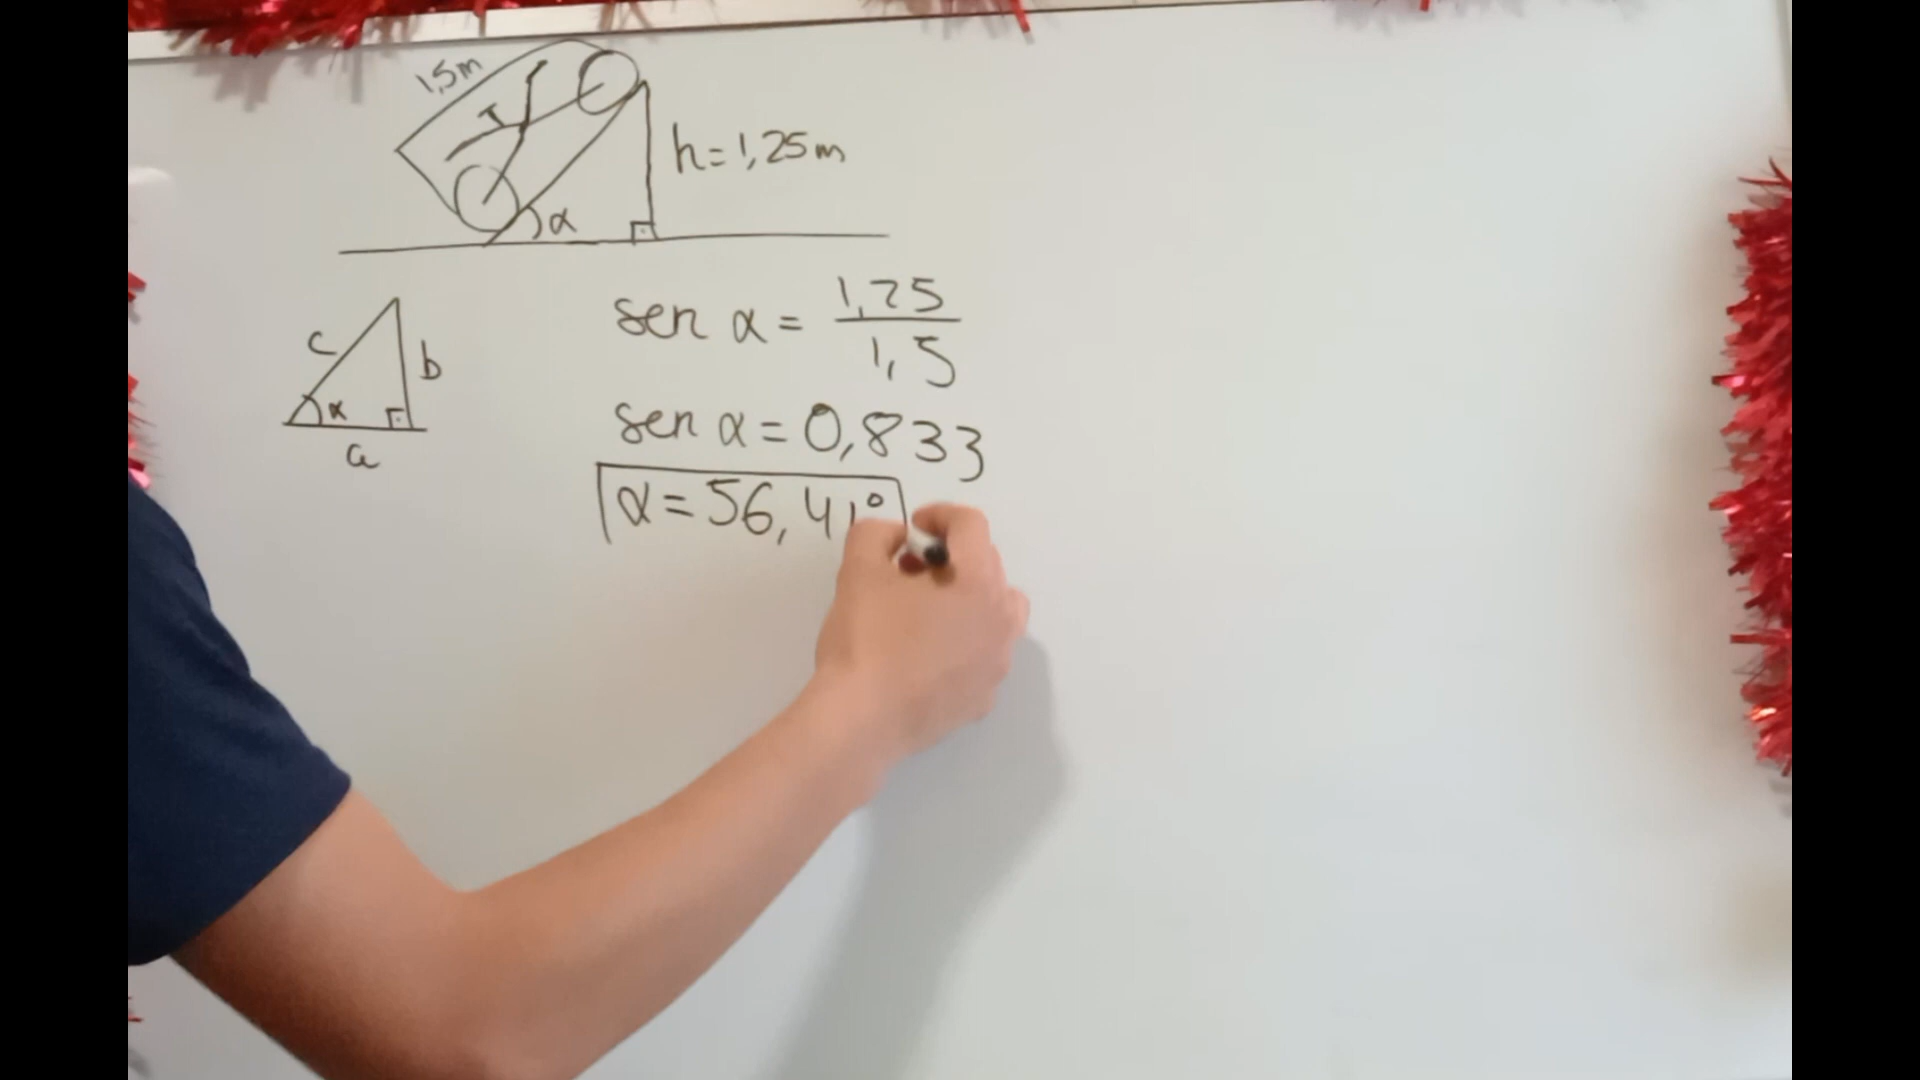 1,5m
h=1,25m
α
sen α = 1,25 / 1,5
c
b
α
a
sen α = 0,833
α = 56,41°